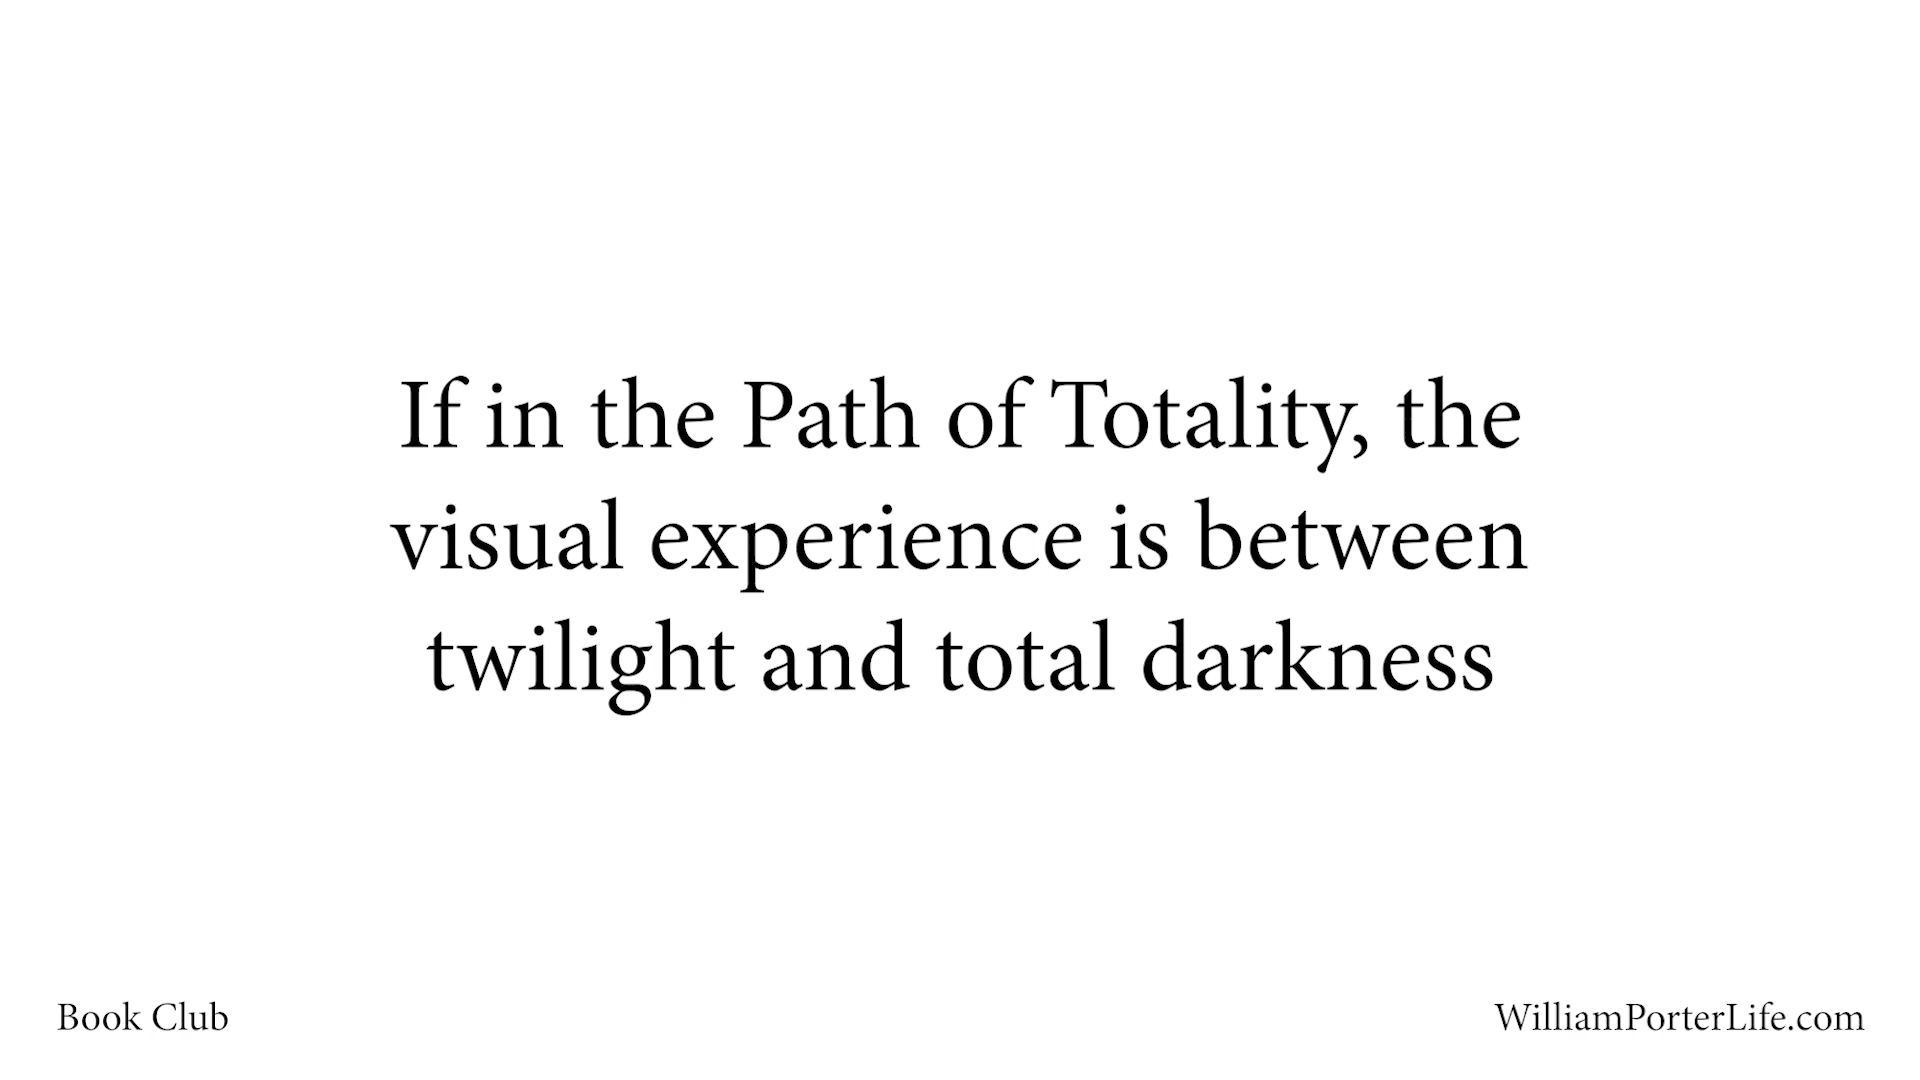 If in the Path of Totality, the
visual experience is between
twilight and total darkness
Book Club
WilliamPorterLife.com